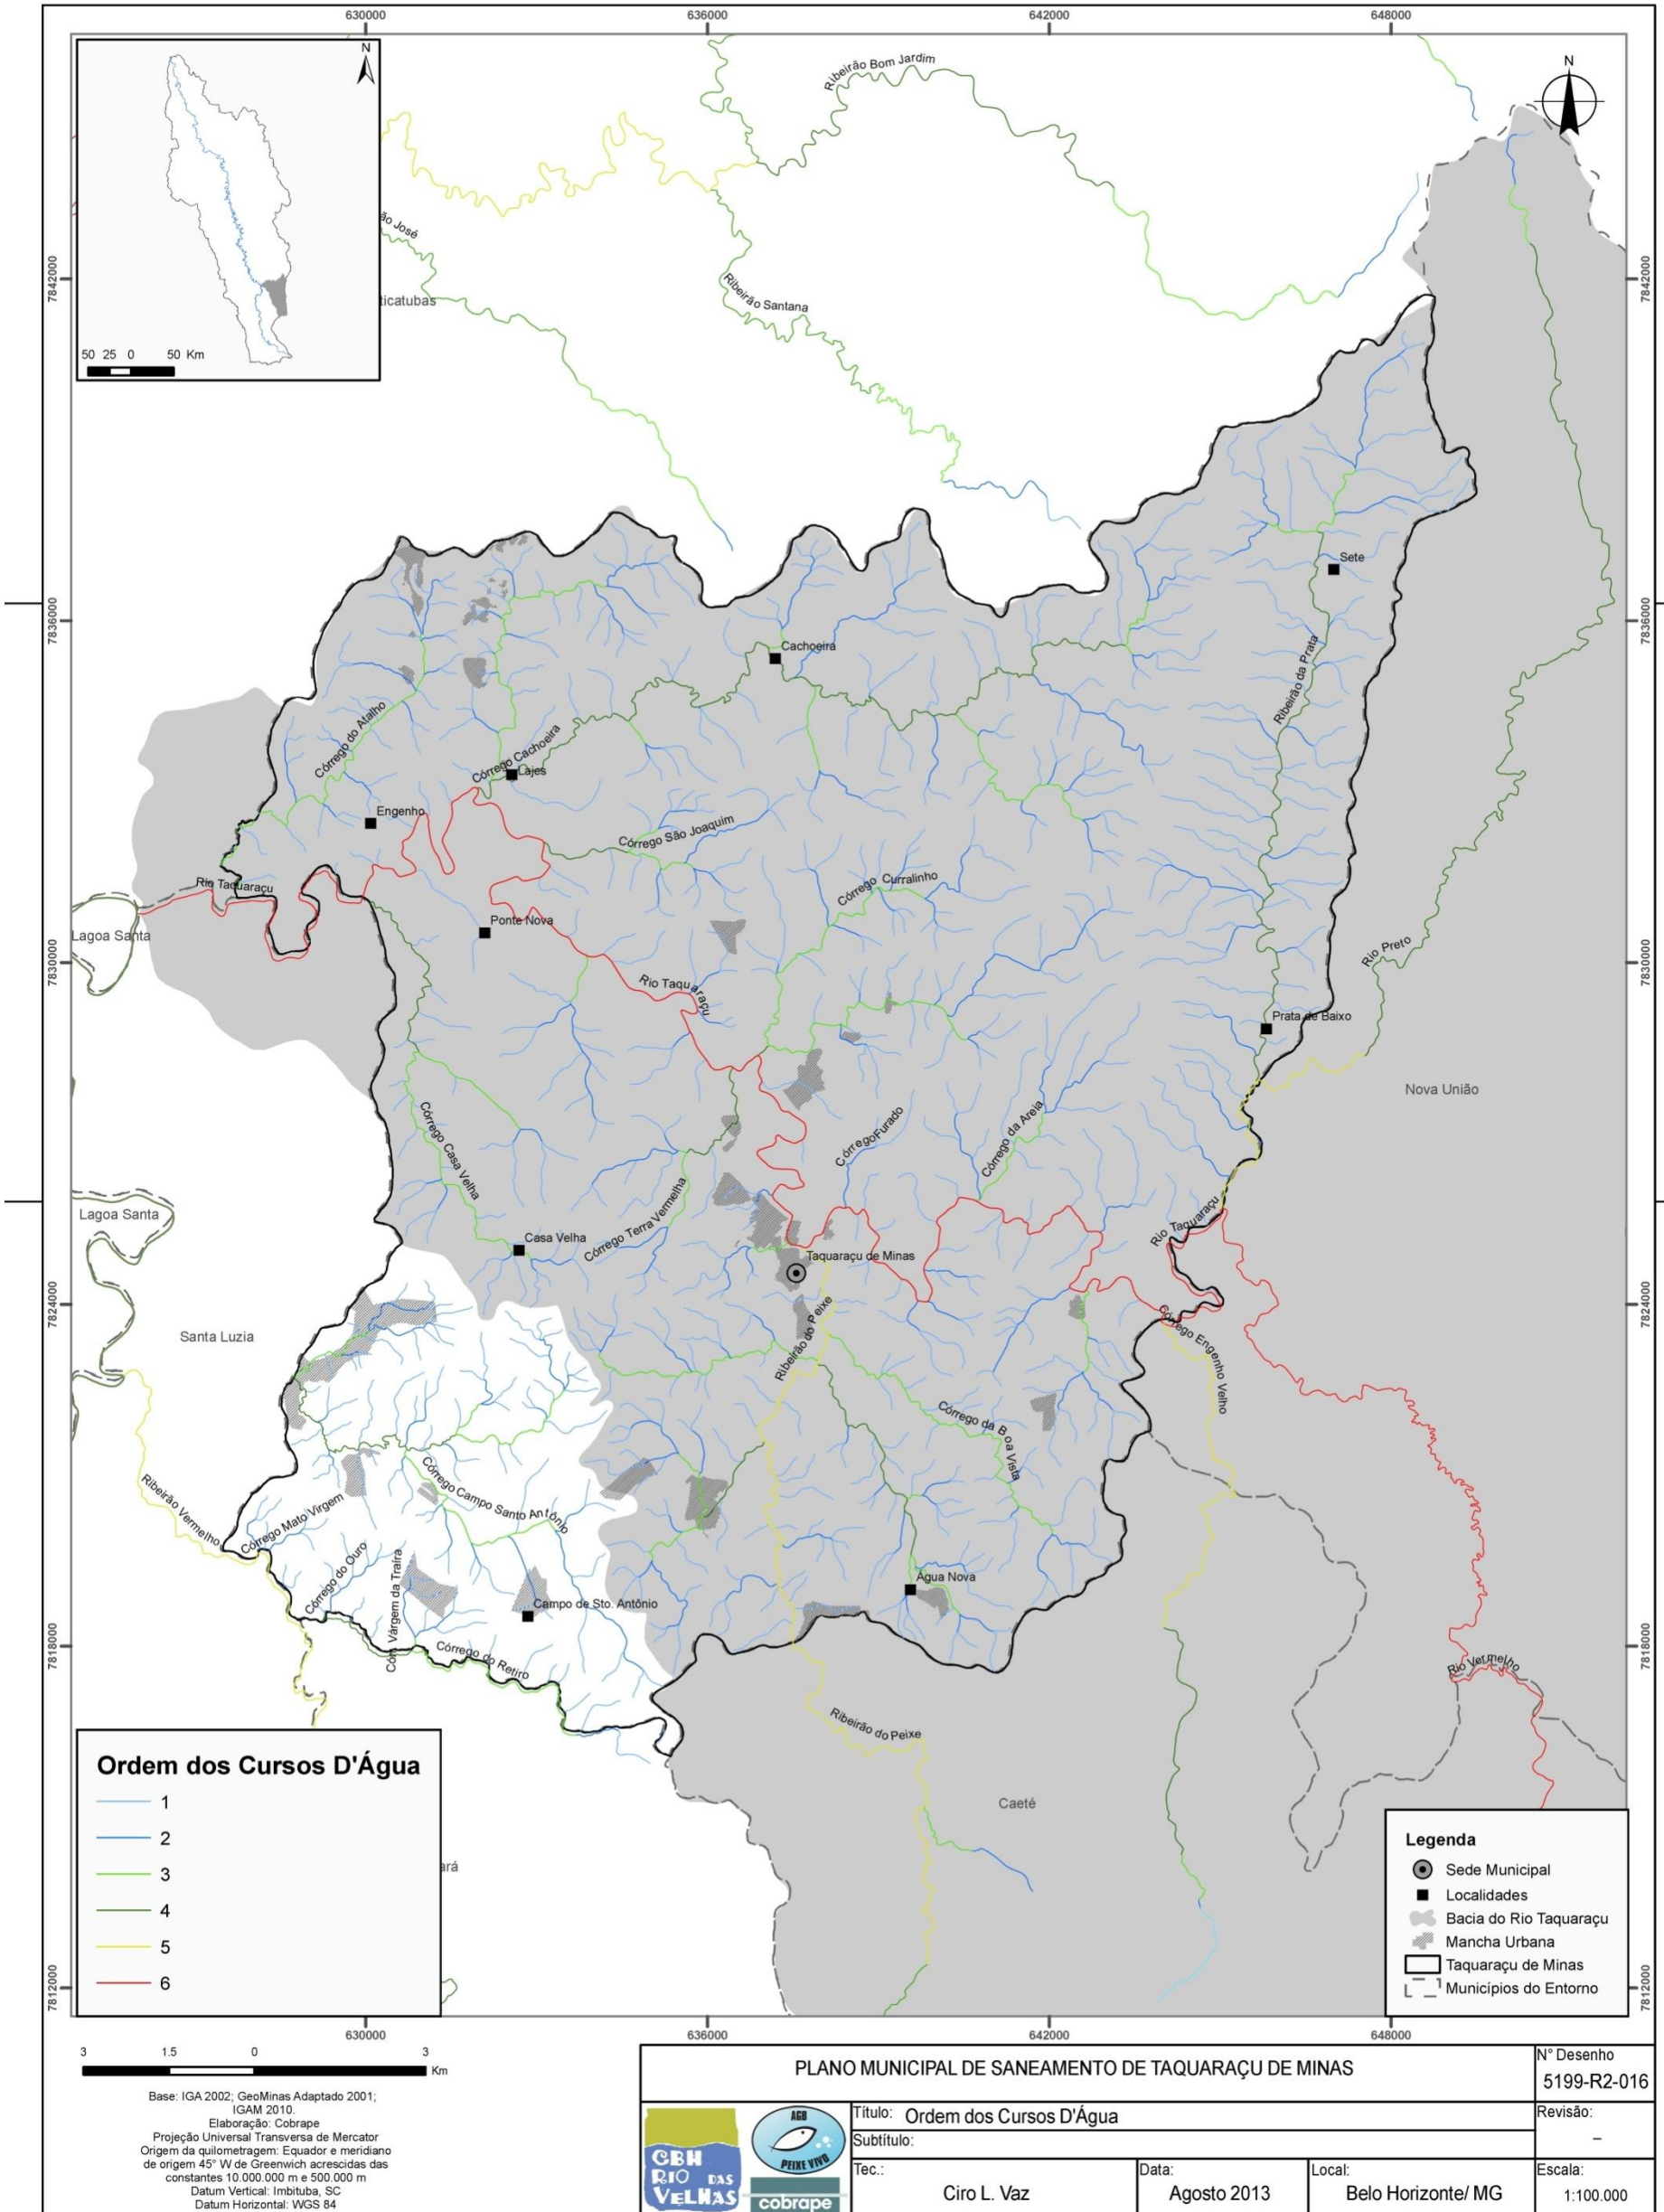 630000
636000
642000
648000
N
N
Ribeirão Bom Jardim
ão José
7842000
7842000
ticatubas
Ribeirão Santana
50 25 0 50 Km
Sete
7836000
7836000
Cachoeira
Ribeirão da Prata
Córrego do Atalho
Córrego Cachoeira
Lajes
Engenho
Córrego São Joaquim
Córrego Curralinho
Rio Taquaraçu
Ponte Nova
Lagoa Santa
Rio Preto
7830000
7830000
Rio Taquaraçu
Prata de Baixo
Nova União
Córrego Casa Velha
Córrego Furado
Córrego da Areia
Córrego Terra Vermelha
Lagoa Santa
Rio Taquaraçu
Casa Velha
Taquaraçu de Minas
7824000
7824000
Santa Luzia
Ribeirão do Peixe
Córrego Engenho Velho
Córrego da Boa Vista
Ribeirão Vermelho
Córrego Campo Santo Antônio
Córrego Mato Virgem
Córrego do Ouro
Córr. Várgem da Traíra
Água Nova
Campo de Sto. Antônio
Córrego do Retiro
7818000
7818000
Rio Vermelho
Ribeirão do Peixe
Caeté
ará
Ordem dos Cursos D'Água
1
2
3
4
5
6
Legenda
Sede Municipal
Localidades
Bacia do Rio Taquaraçu
Mancha Urbana
Taquaraçu de Minas
Municípios do Entorno
7812000
7812000
630000
636000
642000
648000
3 1.5 0 3
Km
Base: IGA 2002; GeoMinas Adaptado 2001;
IGAM 2010.
Elaboração: Cobrape
Projeção Universal Transversa de Mercator
Origem da quilometragem: Equador e meridiano
de origem 45° W de Greenwich acrescidas das
constantes 10.000.000 m e 500.000 m
Datum Vertical: Imbituba, SC
Datum Horizontal: WGS 84
PLANO MUNICIPAL DE SANEAMENTO DE TAQUARAÇU DE MINAS
N° Desenho
5199-R2-016
CBH
RIO DAS
VELHAS
AGB
PEIXE VIVO
cobrape
Título: Ordem dos Cursos D'Água
Revisão:
–
Subtítulo:
Tec.:
Ciro L. Vaz
Data:
Agosto 2013
Local:
Belo Horizonte/ MG
Escala:
1:100.000